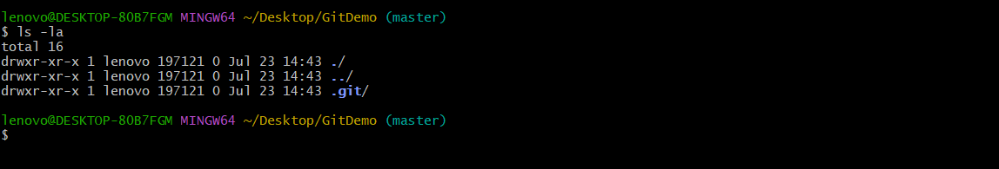 lenovo@DESKTOP-8OB7FGM MINGW64 ~/Desktop/GitDemo (master)
$ ls -la
total 16
drwxr-xr-x 1 lenovo 197121 0 Jul 23 14:43 ./
drwxr-xr-x 1 lenovo 197121 0 Jul 23 14:43 ../
drwxr-xr-x 1 lenovo 197121 0 Jul 23 14:43 .git/
lenovo@DESKTOP-8OB7FGM MINGW64 ~/Desktop/GitDemo (master)
$